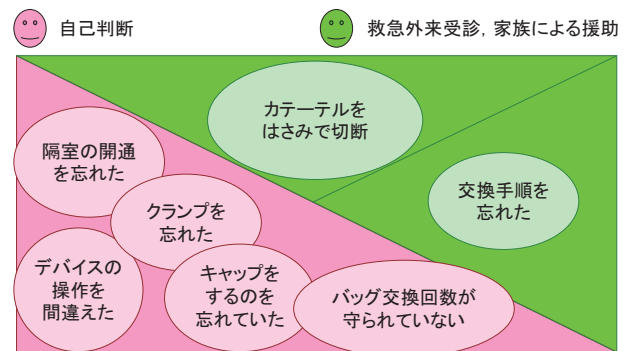 自己判断
救急外来受診，家族による援助
カテーテルを
はさみで切断
隔室の開通
を忘れた
交換手順を
忘れた
クランプを
忘れた
デバイスの
操作を
間違えた
キャップを
するのを
忘れていた
バッグ交換回数が
守られていない